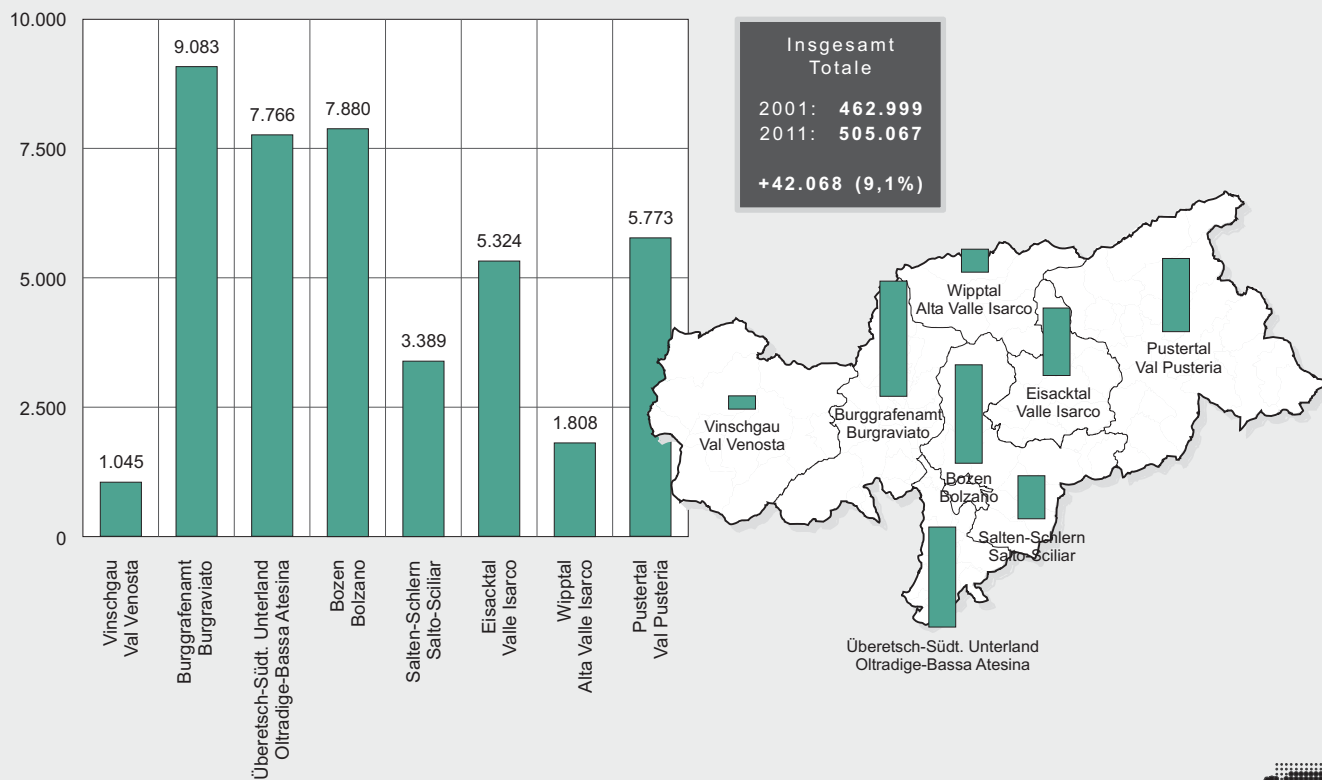 10.000
7.500
5.000
2.500
0
1.045
9.083
7.766
7.880
3.389
5.324
1.808
5.773
Vinschgau
Val Venosta
Burggrafenamt
Burgraviato
Überetsch-Südt. Unterland
Oltradige-Bassa Atesina
Bozen
Bolzano
Salten-Schlern
Salto-Sciliar
Eisacktal
Valle Isarco
Wipptal
Alta Valle Isarco
Pustertal
Val Pusteria
Insgesamt
Totale
2001: 462.999
2011: 505.067
+42.068 (9,1%)
Wipptal
Alta Valle Isarco
Pustertal
Val Pusteria
Eisacktal
Valle Isarco
Burggrafenamt
Burgraviato
Vinschgau
Val Venosta
Bozen
Bolzano
Salten-Schlern
Salto-Sciliar
Überetsch-Südt. Unterland
Oltradige-Bassa Atesina